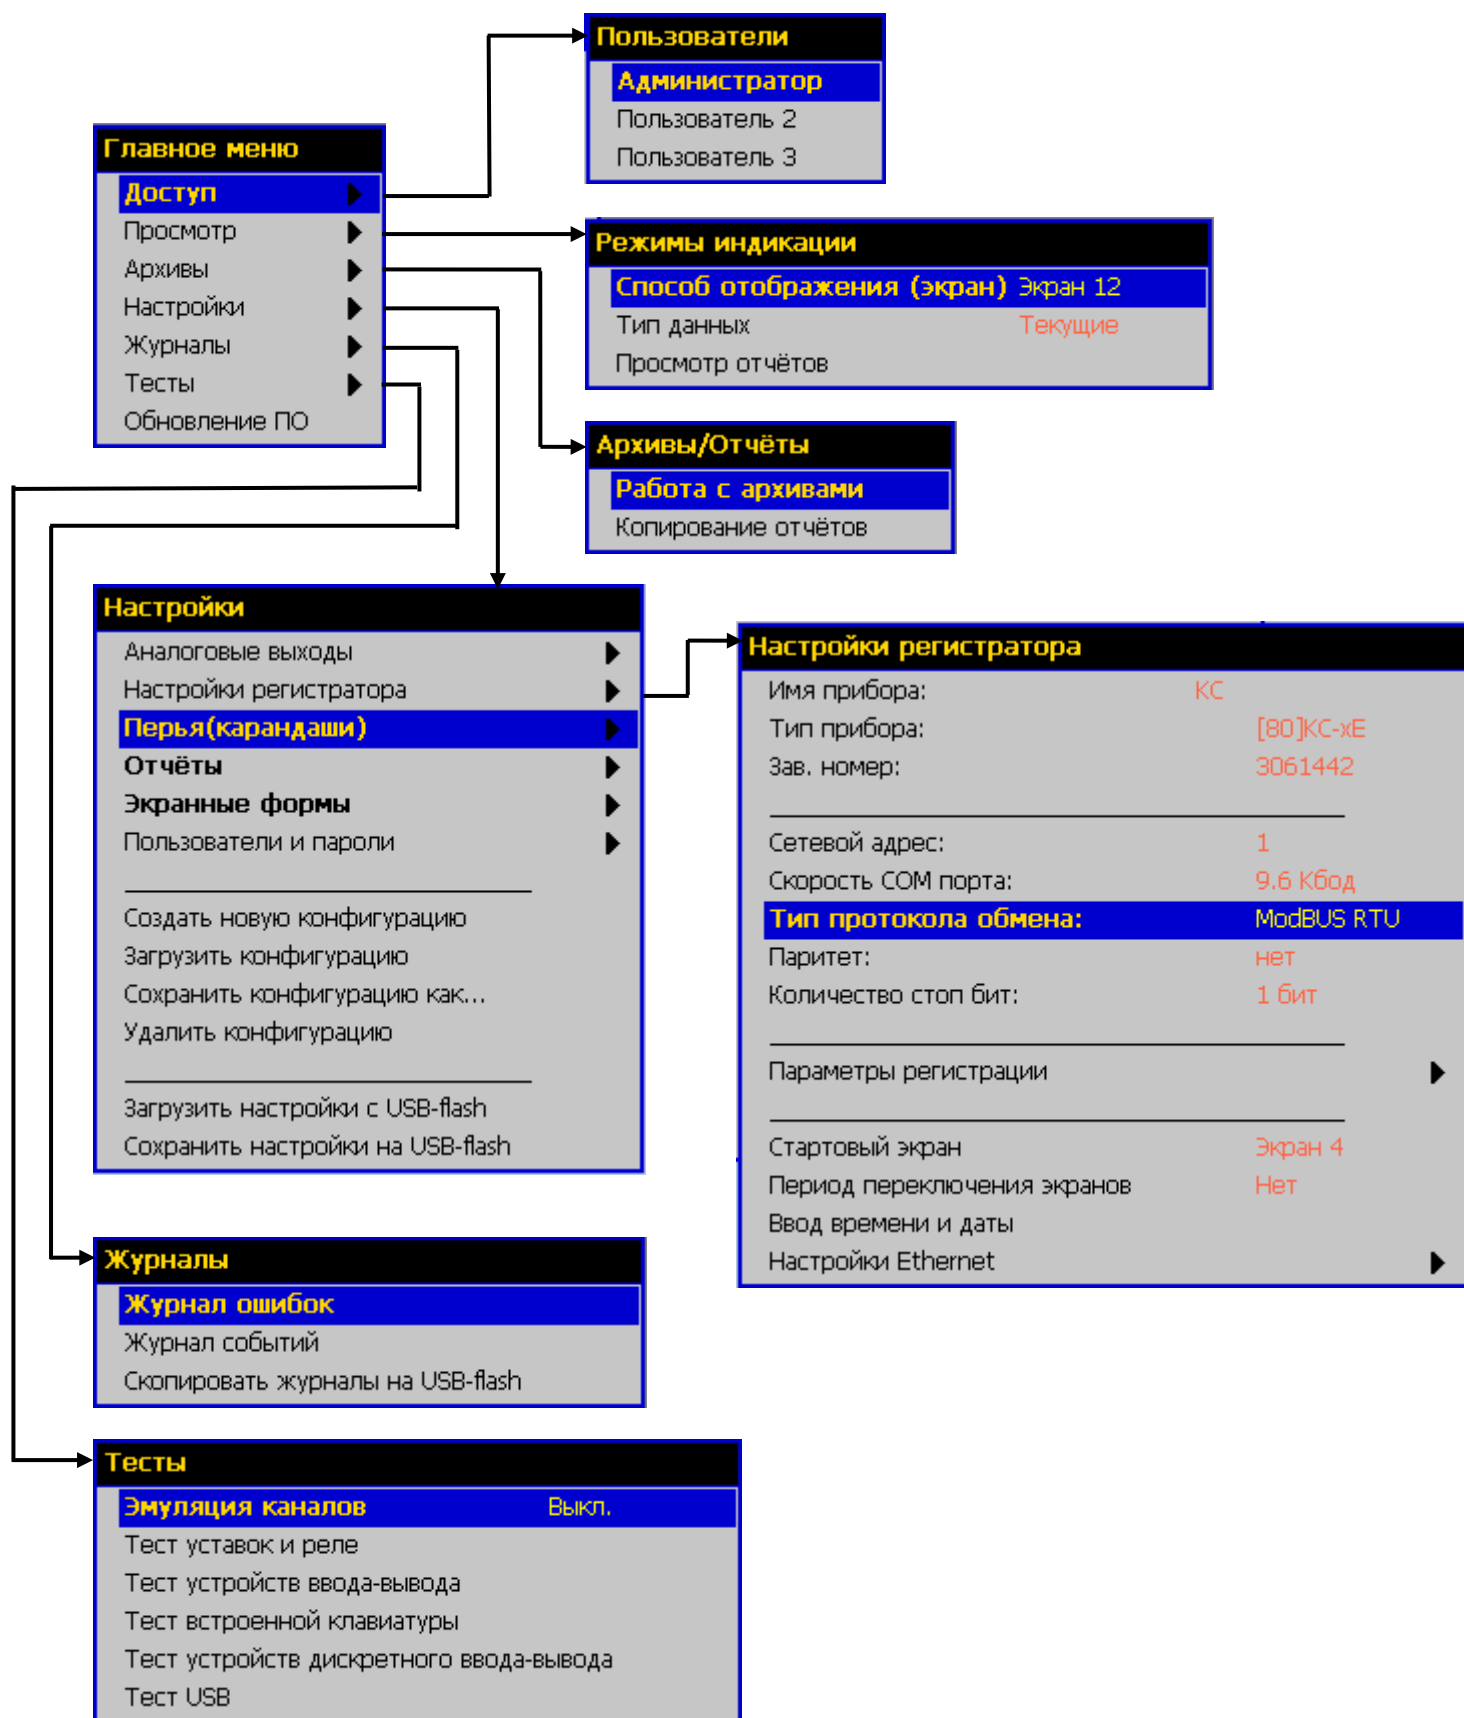 Пользователи
Администратор
Пользователь 2
Пользователь 3
Главное меню
Доступ
Просмотр
Архивы
Настройки
Журналы
Тесты
Обновление ПО
Режимы индикации
Способ отображения (экран) Экран 12
Тип данных Текущие
Просмотр отчётов
Архивы/Отчёты
Работа с архивами
Копирование отчётов
Настройки
Аналоговые выходы
Настройки регистратора
Перья(карандаши)
Отчёты
Экранные формы
Пользователи и пароли
Создать новую конфигурацию
Загрузить конфигурацию
Сохранить конфигурацию как...
Удалить конфигурацию
Загрузить настройки с USB-flash
Сохранить настройки на USB-flash
Настройки регистратора
Имя прибора: КС
Тип прибора: [80]КС-хЕ
Зав. номер: 3061442
Сетевой адрес: 1
Скорость COM порта: 9.6 Кбод
Тип протокола обмена: ModBUS RTU
Паритет: нет
Количество стоп бит: 1 бит
Параметры регистрации
Стартовый экран Экран 4
Период переключения экранов Нет
Ввод времени и даты
Настройки Ethernet
Журналы
Журнал ошибок
Журнал событий
Скопировать журналы на USB-flash
Тесты
Эмуляция каналов Выкл.
Тест уставок и реле
Тест устройств ввода-вывода
Тест встроенной клавиатуры
Тест устройств дискретного ввода-вывода
Тест USB